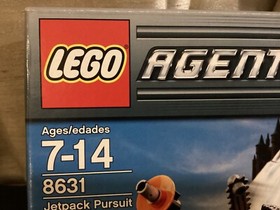 LEGO AGENT
Ages/edades
7-14
8631
Jetpack Pursuit